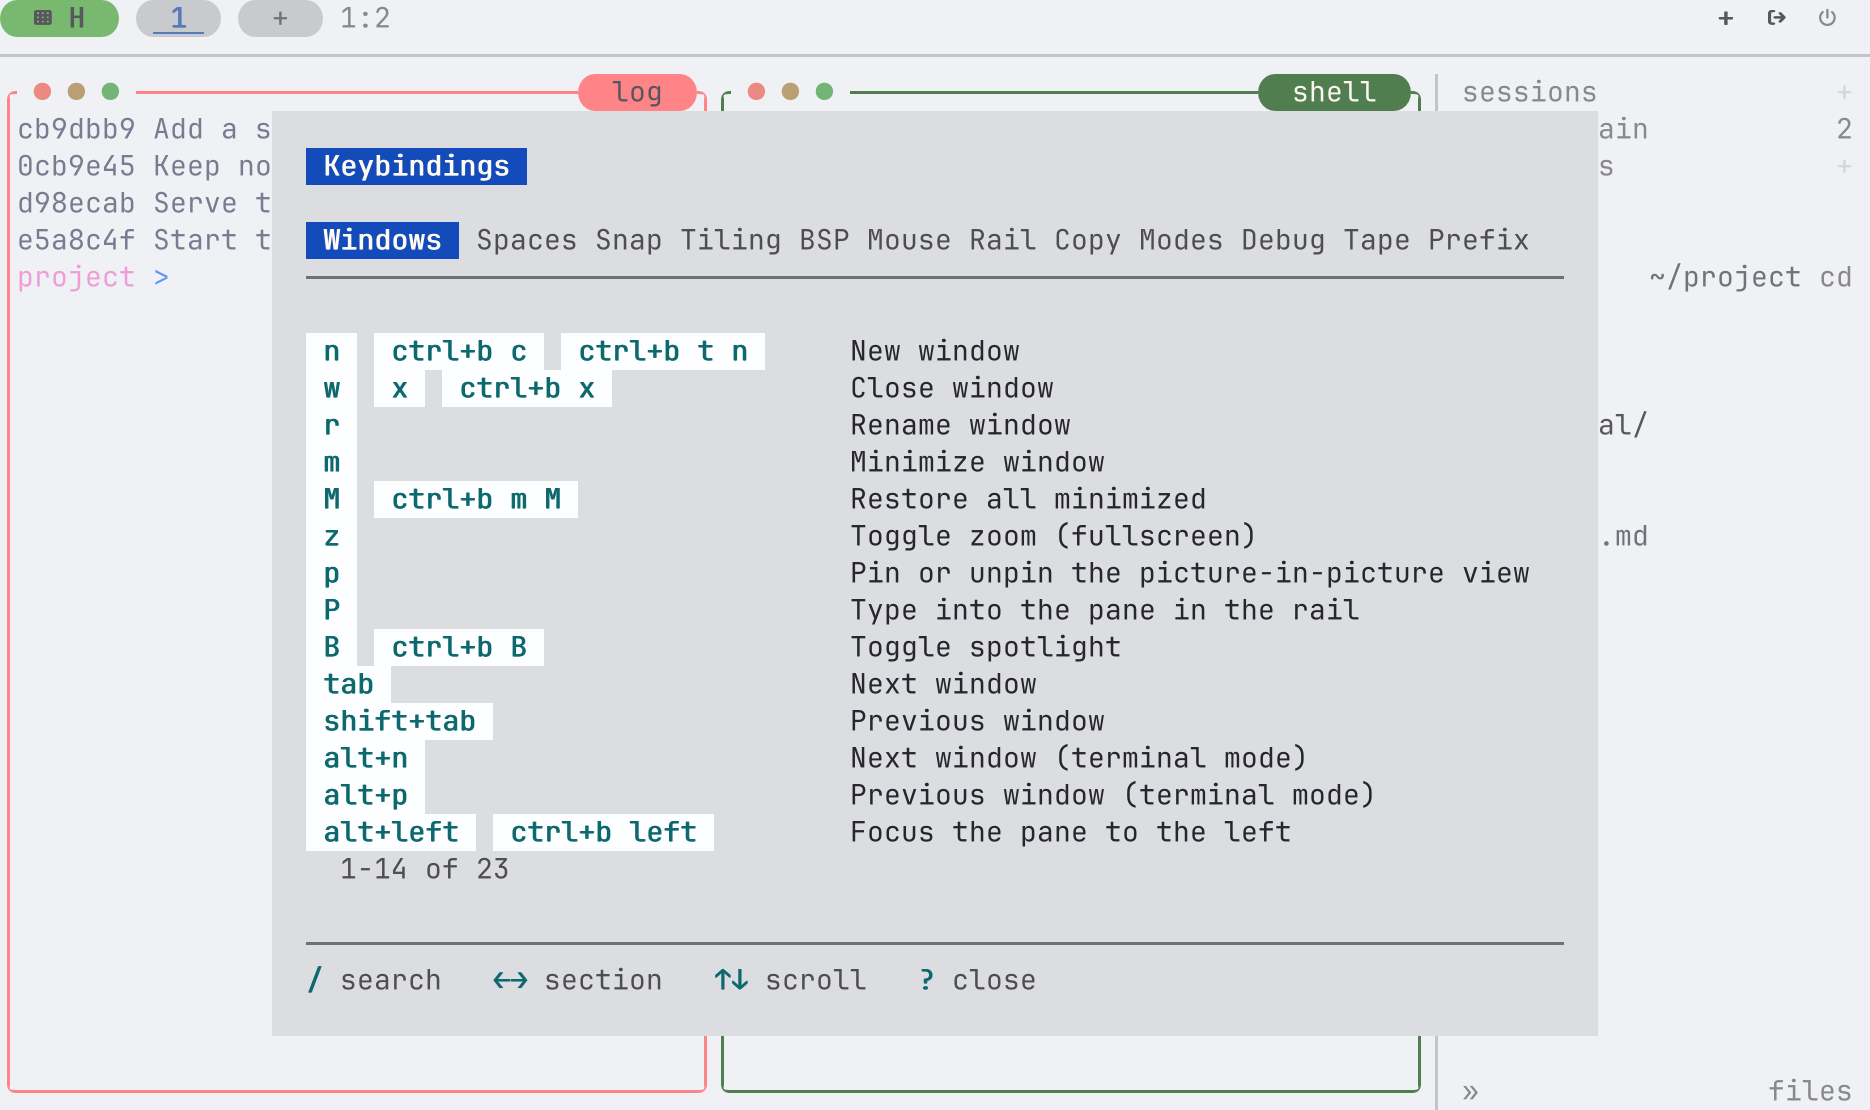 H 1 + 1:2 +
log shell sessions +
cb9dbb9 Add a s ain 2
0cb9e45 Keep no s +
d98ecab Serve t
e5a8c4f Start t
project > ~/project cd
al/
.md
Keybindings
Windows Spaces Snap Tiling BSP Mouse Rail Copy Modes Debug Tape Prefix
n ctrl+b c ctrl+b t n New window
w x ctrl+b x Close window
r Rename window
m Minimize window
M ctrl+b m M Restore all minimized
z Toggle zoom (fullscreen)
p Pin or unpin the picture-in-picture view
P Type into the pane in the rail
B ctrl+b B Toggle spotlight
tab Next window
shift+tab Previous window
alt+n Next window (terminal mode)
alt+p Previous window (terminal mode)
alt+left ctrl+b left Focus the pane to the left
1-14 of 23
/ search ←→ section ↑↓ scroll ? close
» files